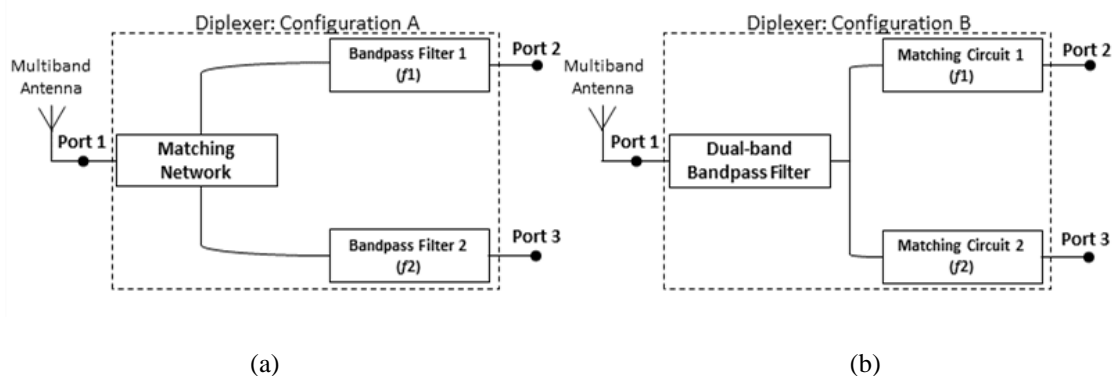 Diplexer: Configuration A
Multiband
Antenna
Port 1
Matching
Network
Bandpass Filter 1
(f1)
Port 2
Bandpass Filter 2
(f2)
Port 3
(a)
Diplexer: Configuration B
Multiband
Antenna
Port 1
Dual-band
Bandpass Filter
Matching Circuit 1
(f1)
Port 2
Matching Circuit 2
(f2)
Port 3
(b)